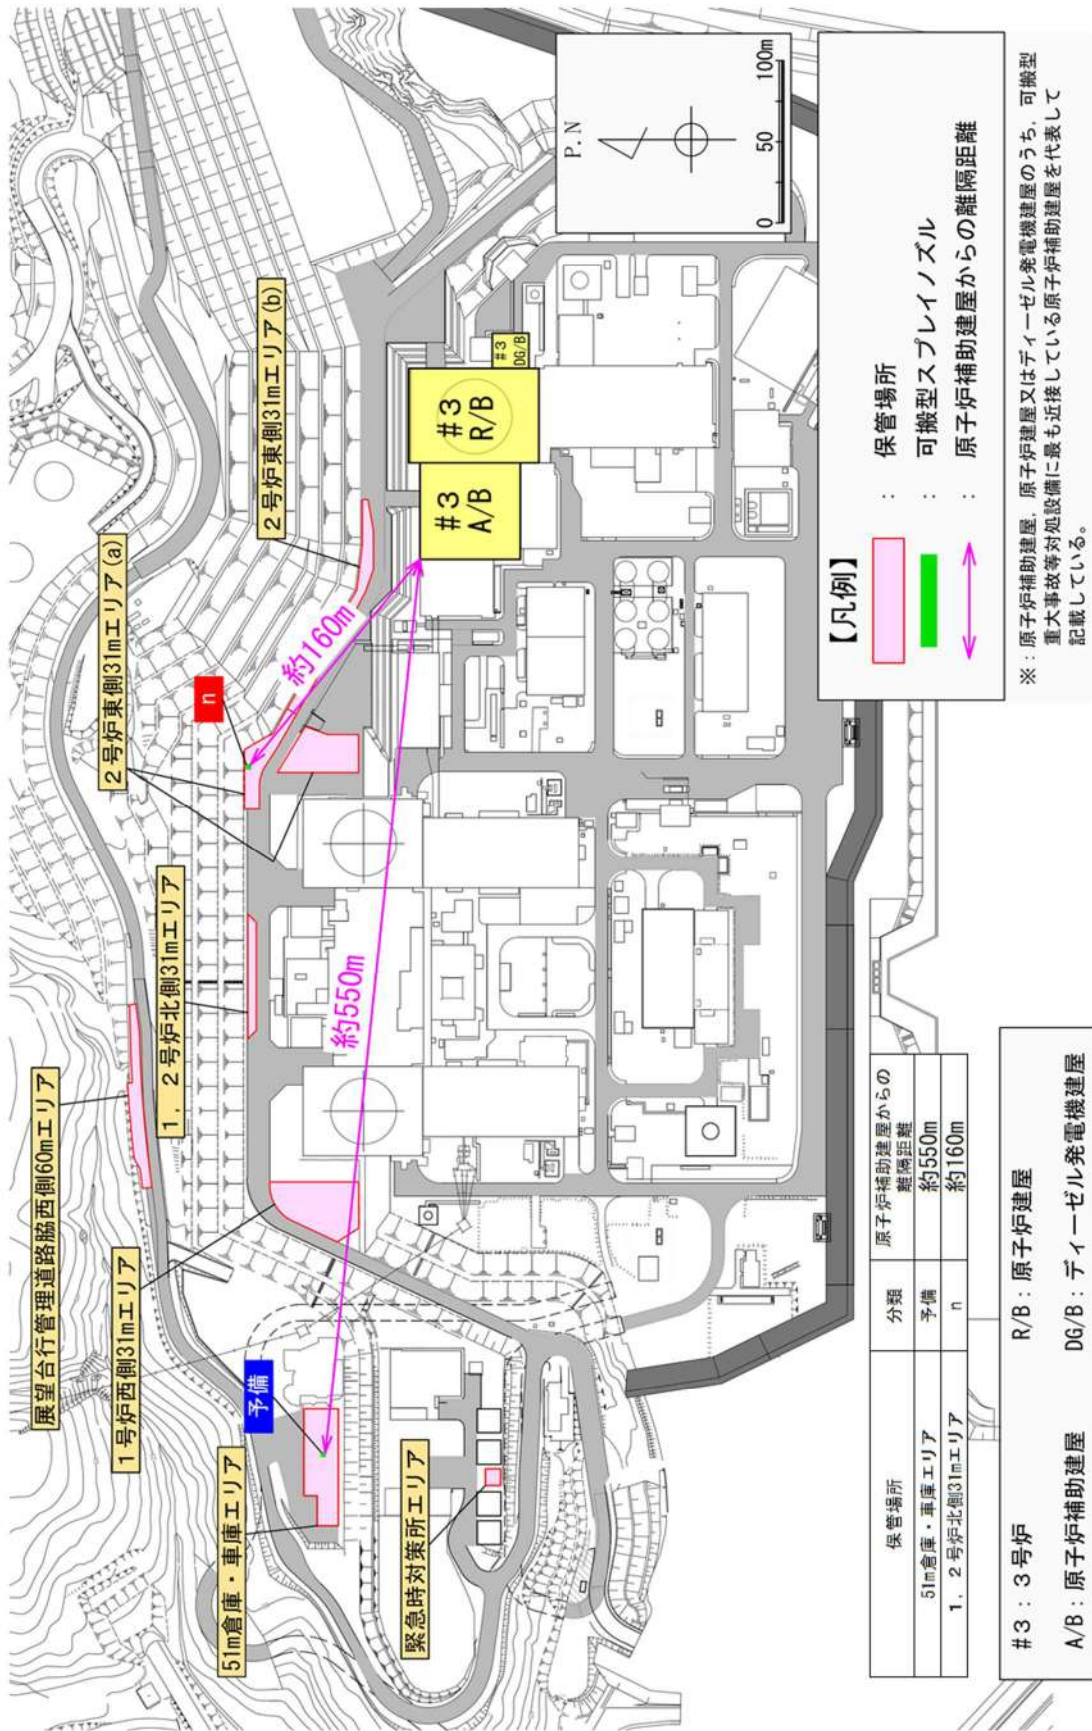 展望台行管理道路脇西側60mエリア
1号炉西側31mエリア
1，2号炉北側31mエリア
2号炉東側31mエリア(a)
2号炉東側31mエリア(b)
51m倉庫・車庫エリア
予備
n
約160m
約550m
緊急時対策所エリア
#3
A/B
#3
R/B
#3
DG/B
P.N
0 50 100m
【凡例】
： 保管場所
： 可搬型スプレイノズル
： 原子炉補助建屋からの離隔距離
※：原子炉補助建屋，原子炉建屋又はディーゼル発電機建屋のうち，可搬型
重大事故等対処設備に最も近接している原子炉補助建屋を代表して
記載している。
保管場所 分類 原子炉補助建屋からの
離隔距離
51m倉庫・車庫エリア 予備 約550m
1，2号炉北側31mエリア n 約160m
#3：3号炉 R/B：原子炉建屋
A/B：原子炉補助建屋 DG/B：ディーゼル発電機建屋